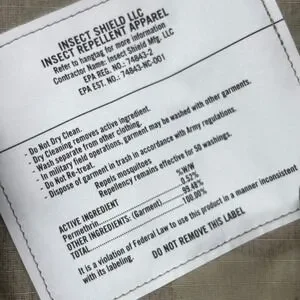 INSECT SHIELD LLC
INSECT REPELLENT APPAREL
Refer to hangtag for more information
Contractor Name: Insect Shield Mfg. LLC
EPA REG. NO.: 74843-2
EPA EST. NO.: 74843-NC-001
- Do Not Dry Clean.
- Dry Cleaning removes active ingredient.
- Wash separate from other clothing.
- In military field operations, garment may be washed with other garments.
- Do Not Re-treat.
- Dispose of garment in trash in accordance with Army regulations.
Repels mosquitoes
Repellency remains effective for 50 washings.
%W/W
ACTIVE INGREDIENT
Permethrin 0.52%
OTHER INGREDIENTS: (Garment) 99.48%
TOTAL 100.00%
It is a violation of Federal Law to use this product in a manner inconsistent
with its labeling.
DO NOT REMOVE THIS LABEL